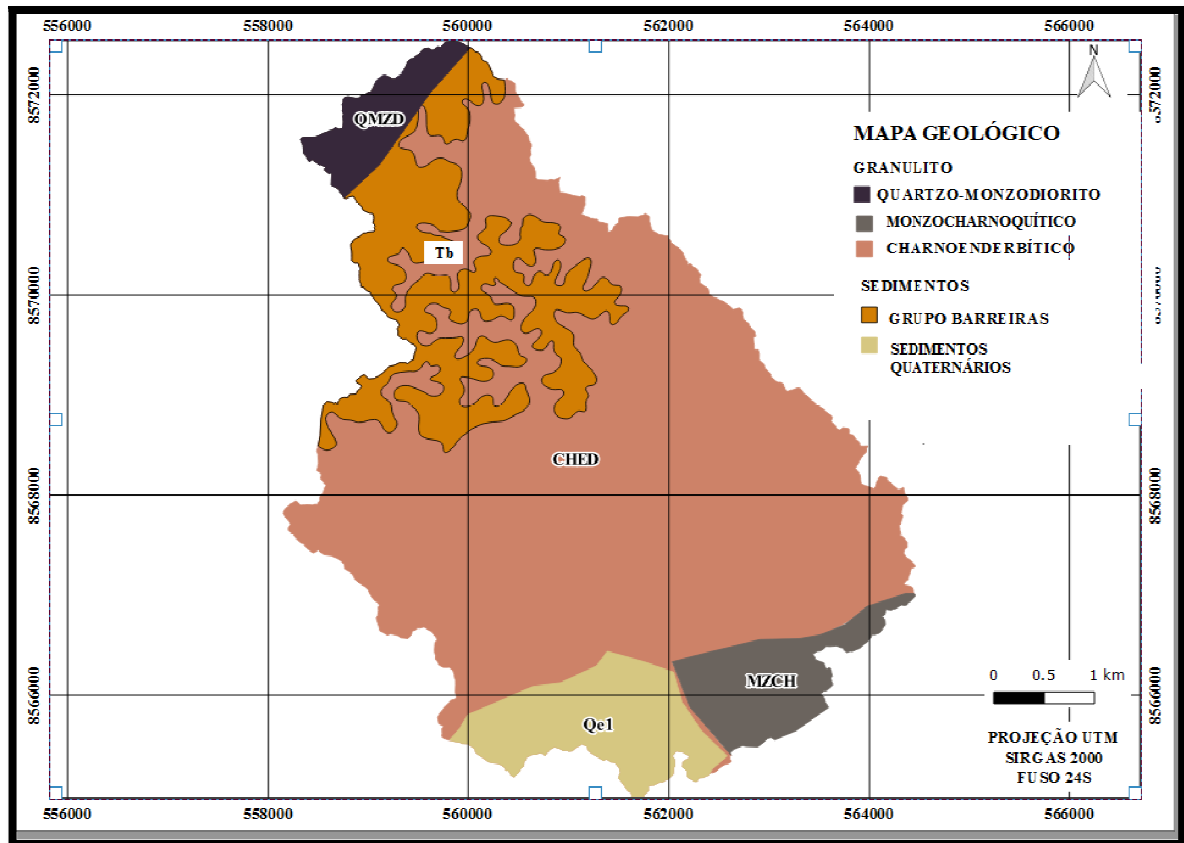 556000 558000 560000 562000 564000 566000
8572000
8572000
N
QMZD
MAPA GEOLÓGICO
GRANULITO
QUARTZO-MONZODIORITO
MONZOCHARNOQUÍTICO
CHARNOENDERBÍTICO
Tb
8570000
SEDIMENTOS
GRUPO BARREIRAS
SEDIMENTOS
QUATERNÁRIOS
CHED
8568000
8568000
MZCH
0 0.5 1 km
8566000
8566000
Qe1
PROJEÇÃO UTM
SIRGAS 2000
FUSO 24S
556000 558000 560000 562000 564000 566000